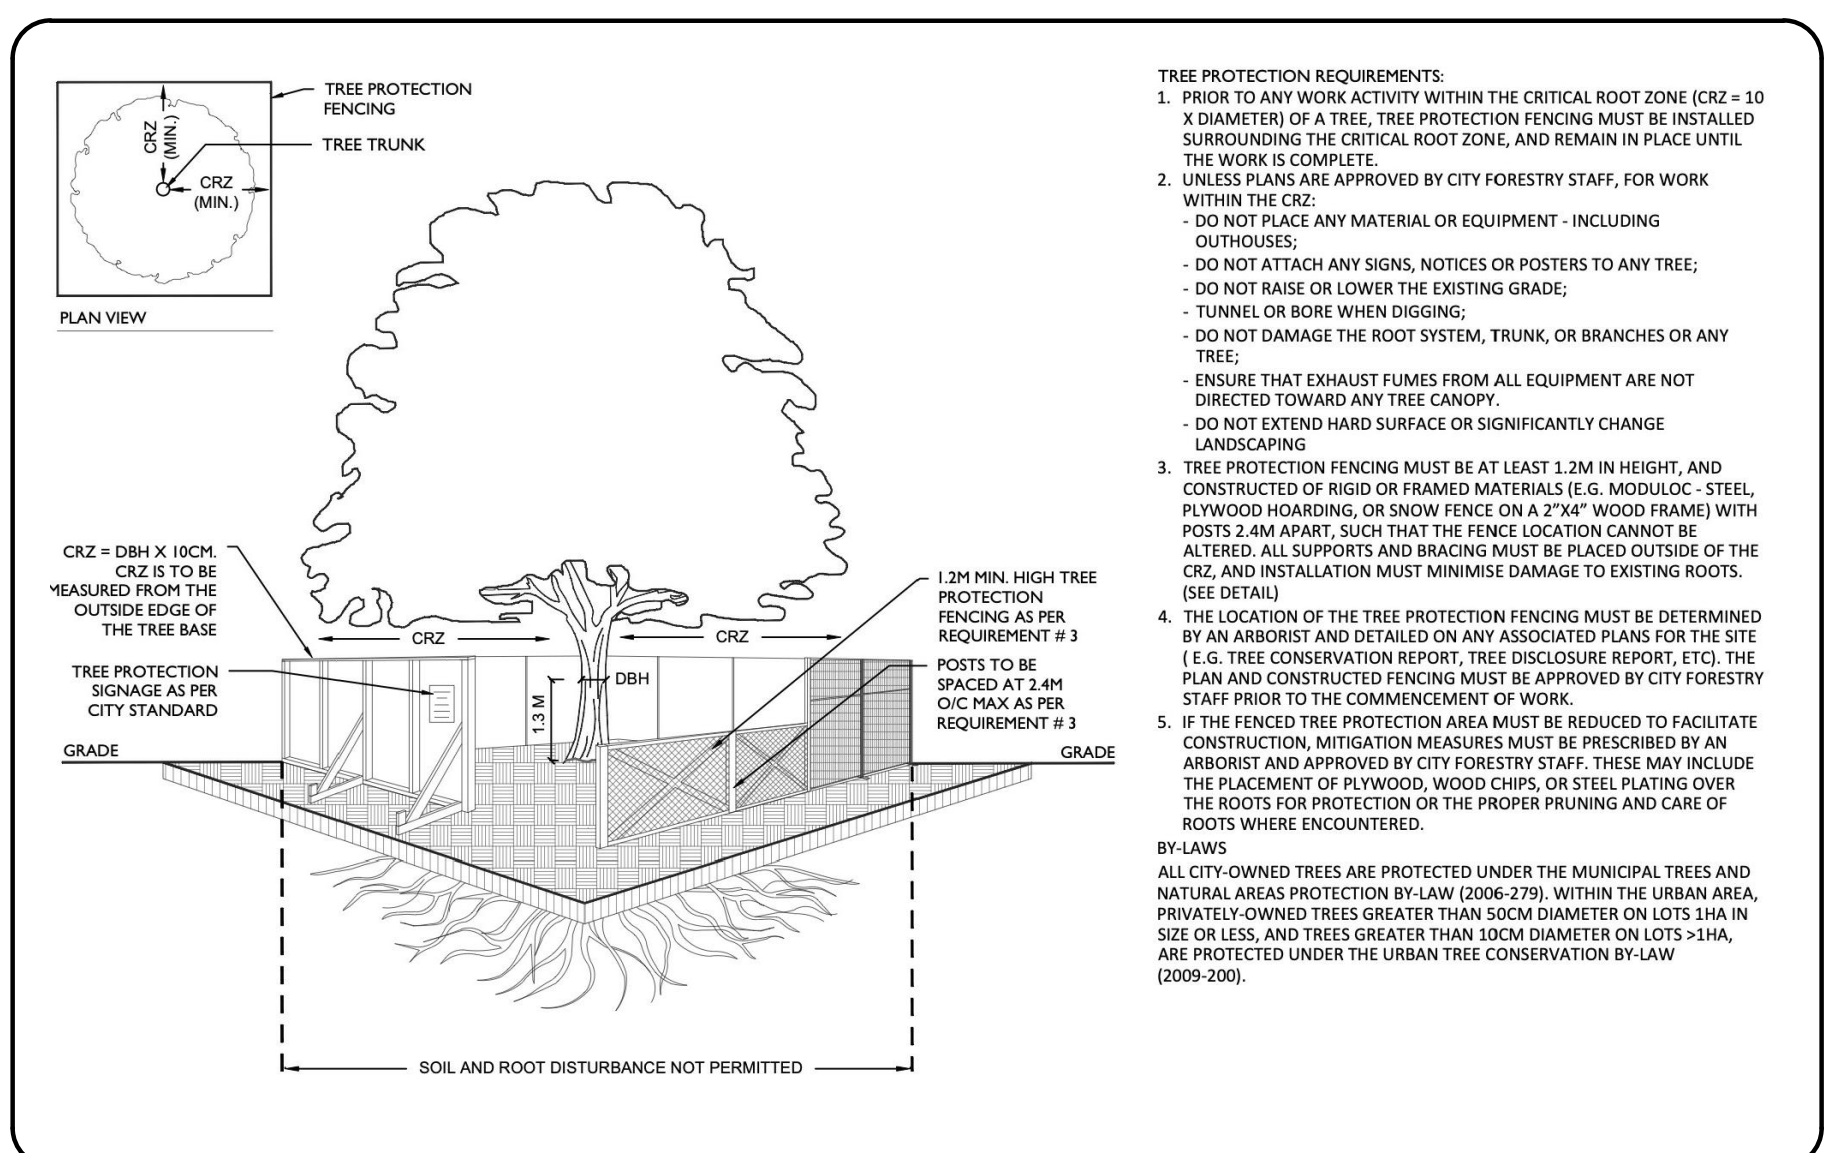 TREE PROTECTION
FENCING
TREE TRUNK
CRZ
(MIN.)
CRZ
(MIN.)
PLAN VIEW
CRZ = DBH X 10CM.
CRZ IS TO BE
MEASURED FROM THE
OUTSIDE EDGE OF
THE TREE BASE
TREE PROTECTION
SIGNAGE AS PER
CITY STANDARD
GRADE
CRZ
CRZ
DBH
1.3 M
1.2M MIN. HIGH TREE
PROTECTION
FENCING AS PER
REQUIREMENT # 3
POSTS TO BE
SPACED AT 2.4M
O/C MAX AS PER
REQUIREMENT # 3
GRADE
SOIL AND ROOT DISTURBANCE NOT PERMITTED
TREE PROTECTION REQUIREMENTS:
1. PRIOR TO ANY WORK ACTIVITY WITHIN THE CRITICAL ROOT ZONE (CRZ = 10
X DIAMETER) OF A TREE, TREE PROTECTION FENCING MUST BE INSTALLED
SURROUNDING THE CRITICAL ROOT ZONE, AND REMAIN IN PLACE UNTIL
THE WORK IS COMPLETE.
2. UNLESS PLANS ARE APPROVED BY CITY FORESTRY STAFF, FOR WORK
WITHIN THE CRZ:
- DO NOT PLACE ANY MATERIAL OR EQUIPMENT - INCLUDING
OUTHOUSES;
- DO NOT ATTACH ANY SIGNS, NOTICES OR POSTERS TO ANY TREE;
- DO NOT RAISE OR LOWER THE EXISTING GRADE;
- TUNNEL OR BORE WHEN DIGGING;
- DO NOT DAMAGE THE ROOT SYSTEM, TRUNK, OR BRANCHES OR ANY
TREE;
- ENSURE THAT EXHAUST FUMES FROM ALL EQUIPMENT ARE NOT
DIRECTED TOWARD ANY TREE CANOPY.
- DO NOT EXTEND HARD SURFACE OR SIGNIFICANTLY CHANGE
LANDSCAPING
3. TREE PROTECTION FENCING MUST BE AT LEAST 1.2M IN HEIGHT, AND
CONSTRUCTED OF RIGID OR FRAMED MATERIALS (E.G. MODULOC - STEEL,
PLYWOOD HOARDING, OR SNOW FENCE ON A 2”X4” WOOD FRAME) WITH
POSTS 2.4M APART, SUCH THAT THE FENCE LOCATION CANNOT BE
ALTERED. ALL SUPPORTS AND BRACING MUST BE PLACED OUTSIDE OF THE
CRZ, AND INSTALLATION MUST MINIMISE DAMAGE TO EXISTING ROOTS.
(SEE DETAIL)
4. THE LOCATION OF THE TREE PROTECTION FENCING MUST BE DETERMINED
BY AN ARBORIST AND DETAILED ON ANY ASSOCIATED PLANS FOR THE SITE
( E.G. TREE CONSERVATION REPORT, TREE DISCLOSURE REPORT, ETC). THE
PLAN AND CONSTRUCTED FENCING MUST BE APPROVED BY CITY FORESTRY
STAFF PRIOR TO THE COMMENCEMENT OF WORK.
5. IF THE FENCED TREE PROTECTION AREA MUST BE REDUCED TO FACILITATE
CONSTRUCTION, MITIGATION MEASURES MUST BE PRESCRIBED BY AN
ARBORIST AND APPROVED BY CITY FORESTRY STAFF. THESE MAY INCLUDE
THE PLACEMENT OF PLYWOOD, WOOD CHIPS, OR STEEL PLATING OVER
THE ROOTS FOR PROTECTION OR THE PROPER PRUNING AND CARE OF
ROOTS WHERE ENCOUNTERED.
BY-LAWS
ALL CITY-OWNED TREES ARE PROTECTED UNDER THE MUNICIPAL TREES AND
NATURAL AREAS PROTECTION BY-LAW (2006-279). WITHIN THE URBAN AREA,
PRIVATELY-OWNED TREES GREATER THAN 50CM DIAMETER ON LOTS 1HA IN
SIZE OR LESS, AND TREES GREATER THAN 10CM DIAMETER ON LOTS >1HA,
ARE PROTECTED UNDER THE URBAN TREE CONSERVATION BY-LAW
(2009-200).